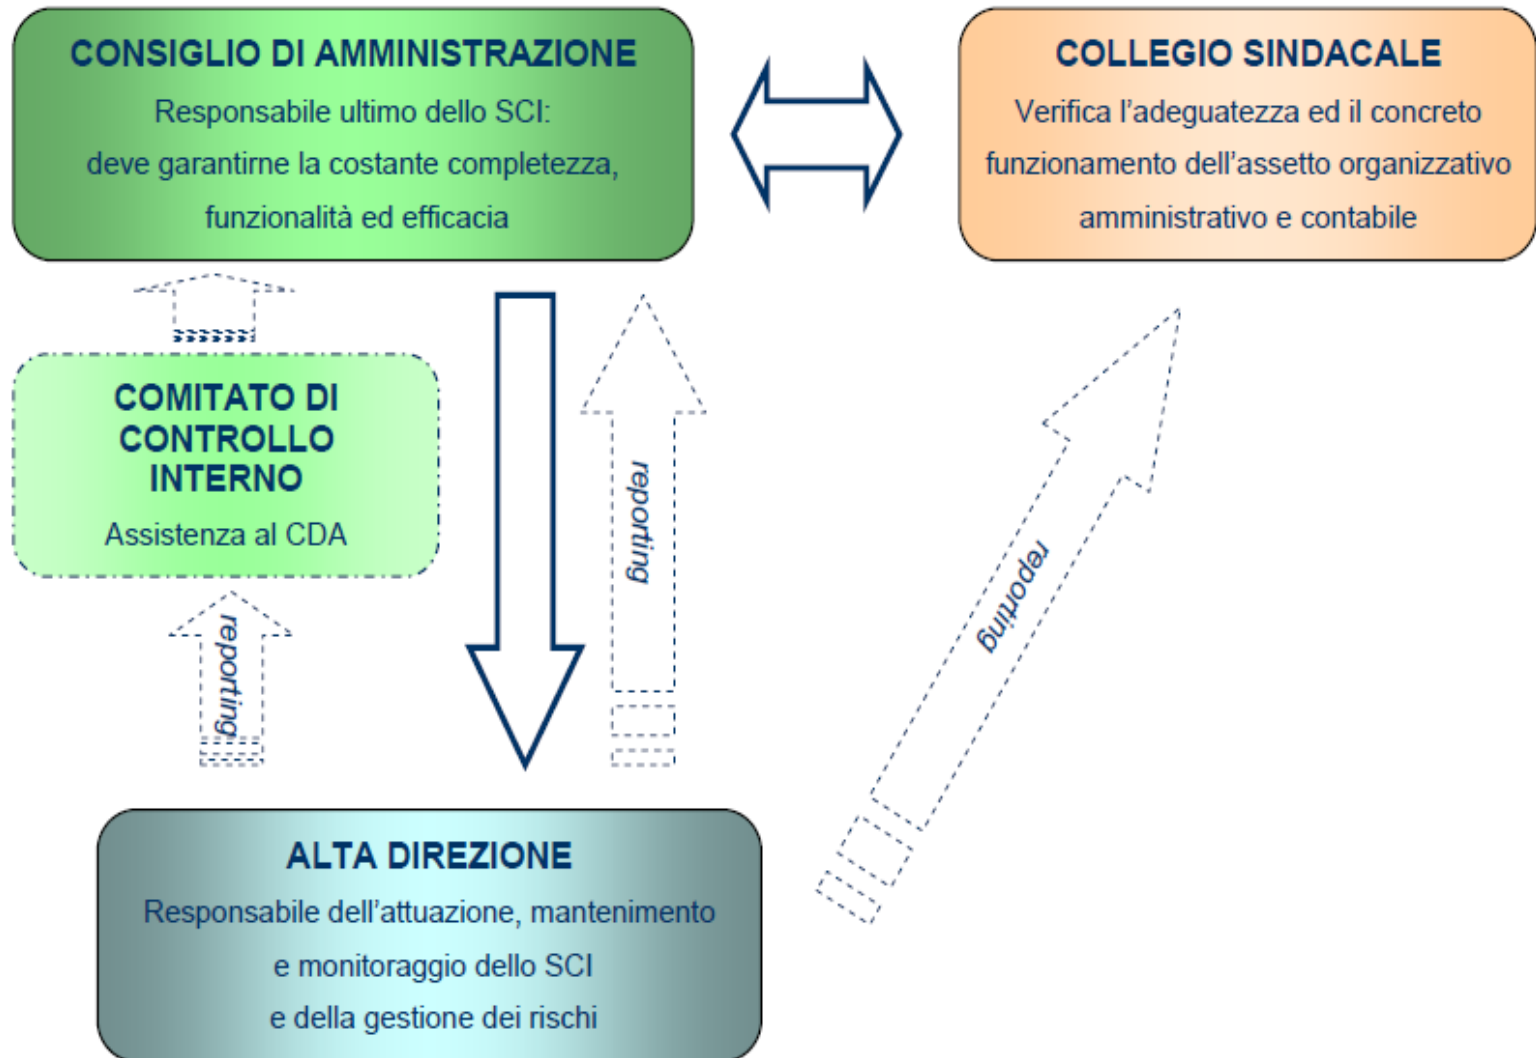 CONSIGLIO DI AMMINISTRAZIONE
Responsabile ultimo dello SCI:
deve garantirne la costante completezza,
funzionalità ed efficacia
COLLEGIO SINDACALE
Verifica l'adeguatezza ed il concreto
funzionamento dell'assetto organizzativo
amministrativo e contabile
COMITATO DI
CONTROLLO
INTERNO
Assistenza al CDA
reporting
reporting
reporting
ALTA DIREZIONE
Responsabile dell'attuazione, mantenimento
e monitoraggio dello SCI
e della gestione dei rischi